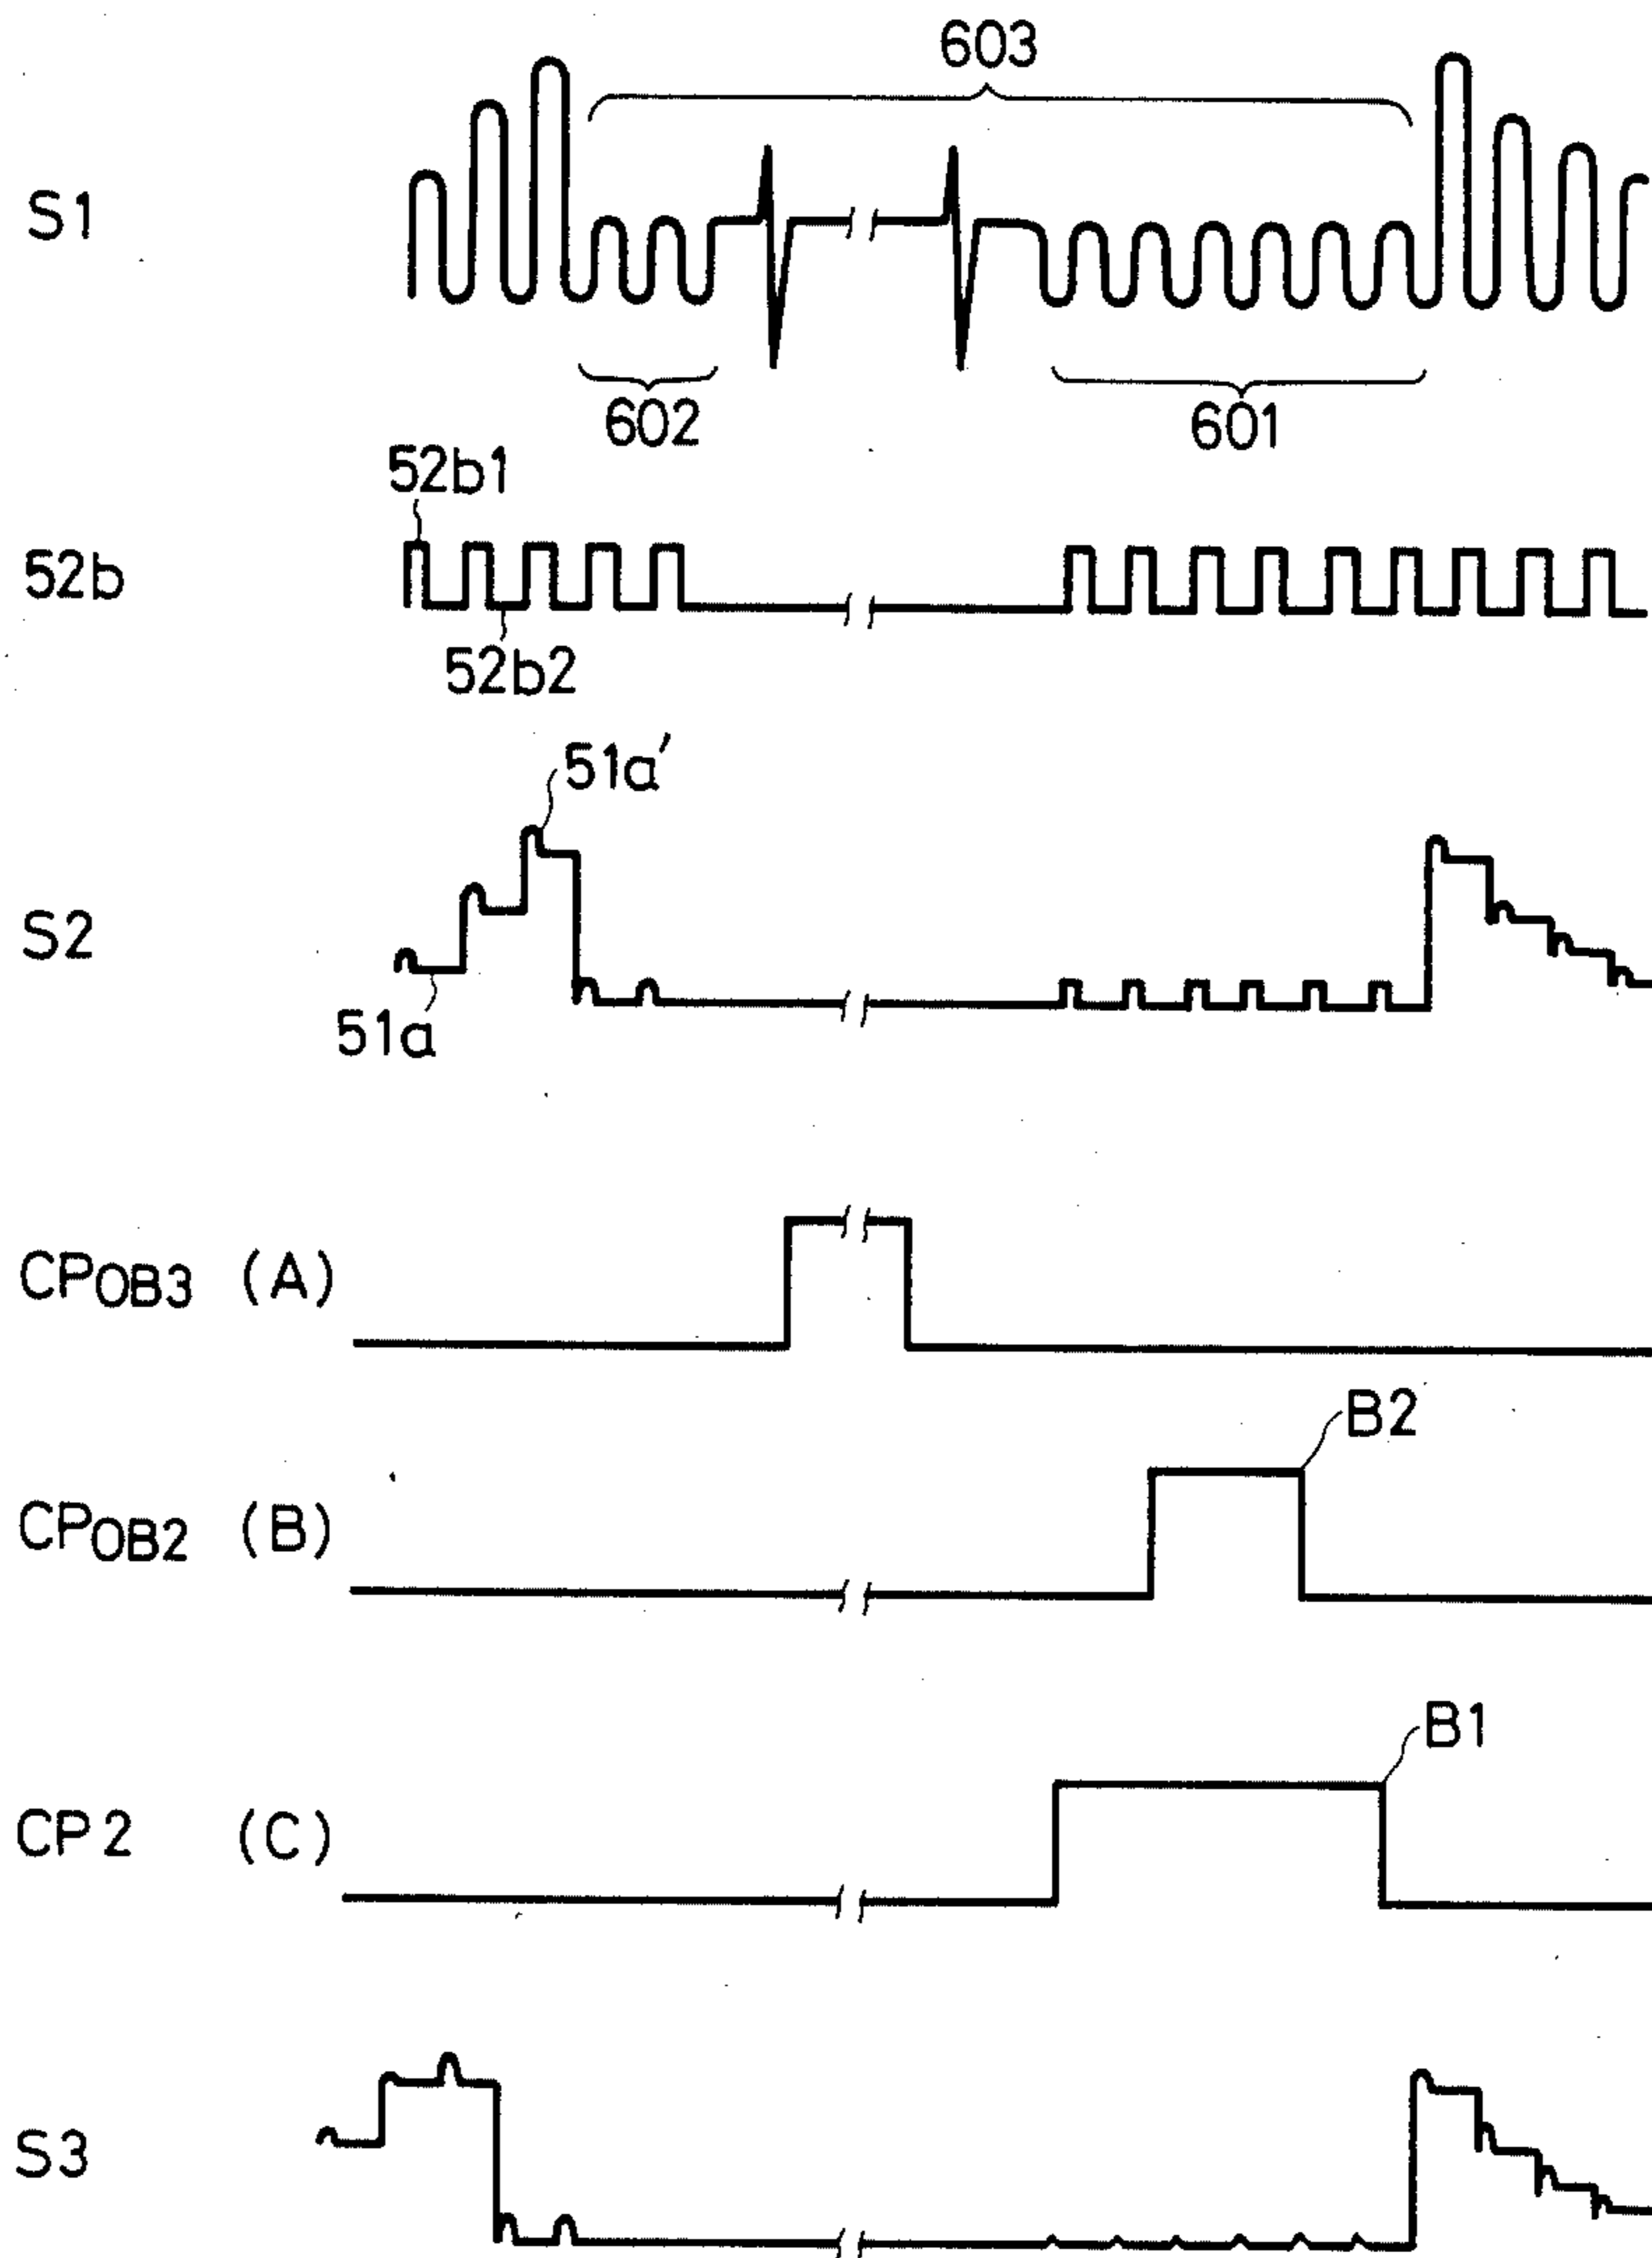 603
S1
602
601
52b1
52b
52b2
51a′
S2
51a
CPOB3 (A)
B2
CPOB2 (B)
B1
CP2 (C)
S3